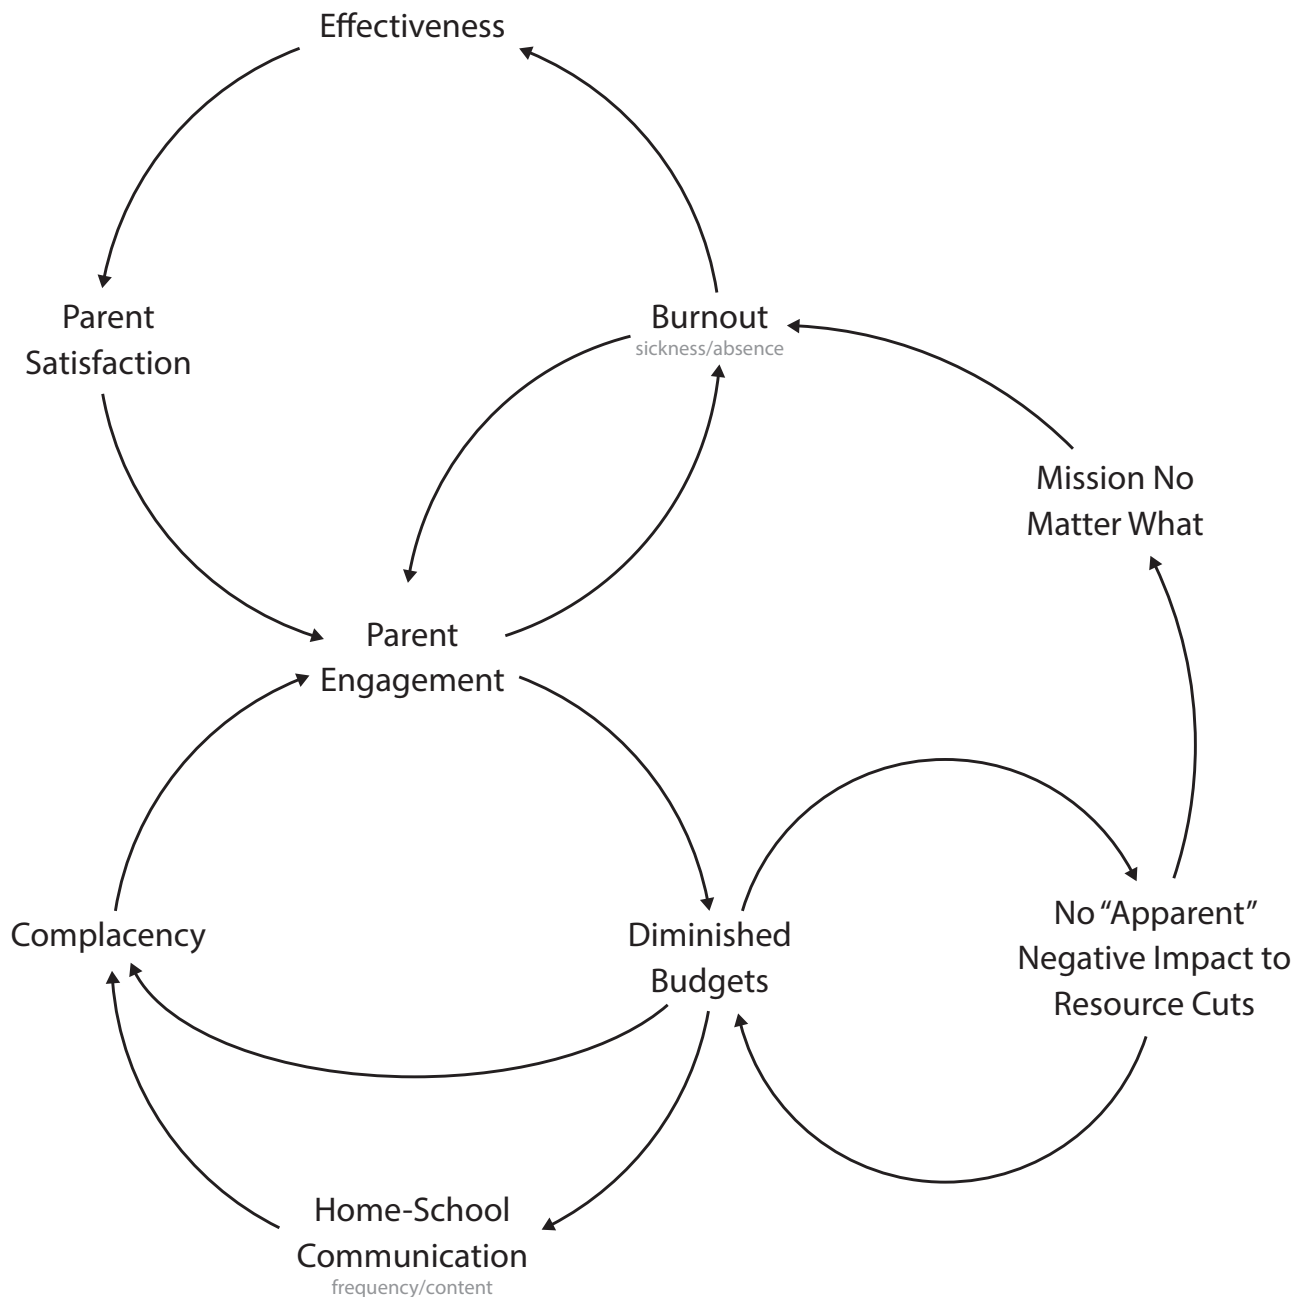 Effectiveness
Parent
Satisfaction
Burnout
sickness/absence
Mission No
Matter What
Parent
Engagement
Complacency
Diminished
Budgets
No “Apparent”
Negative Impact to
Resource Cuts
Home-School
Communication
frequency/content